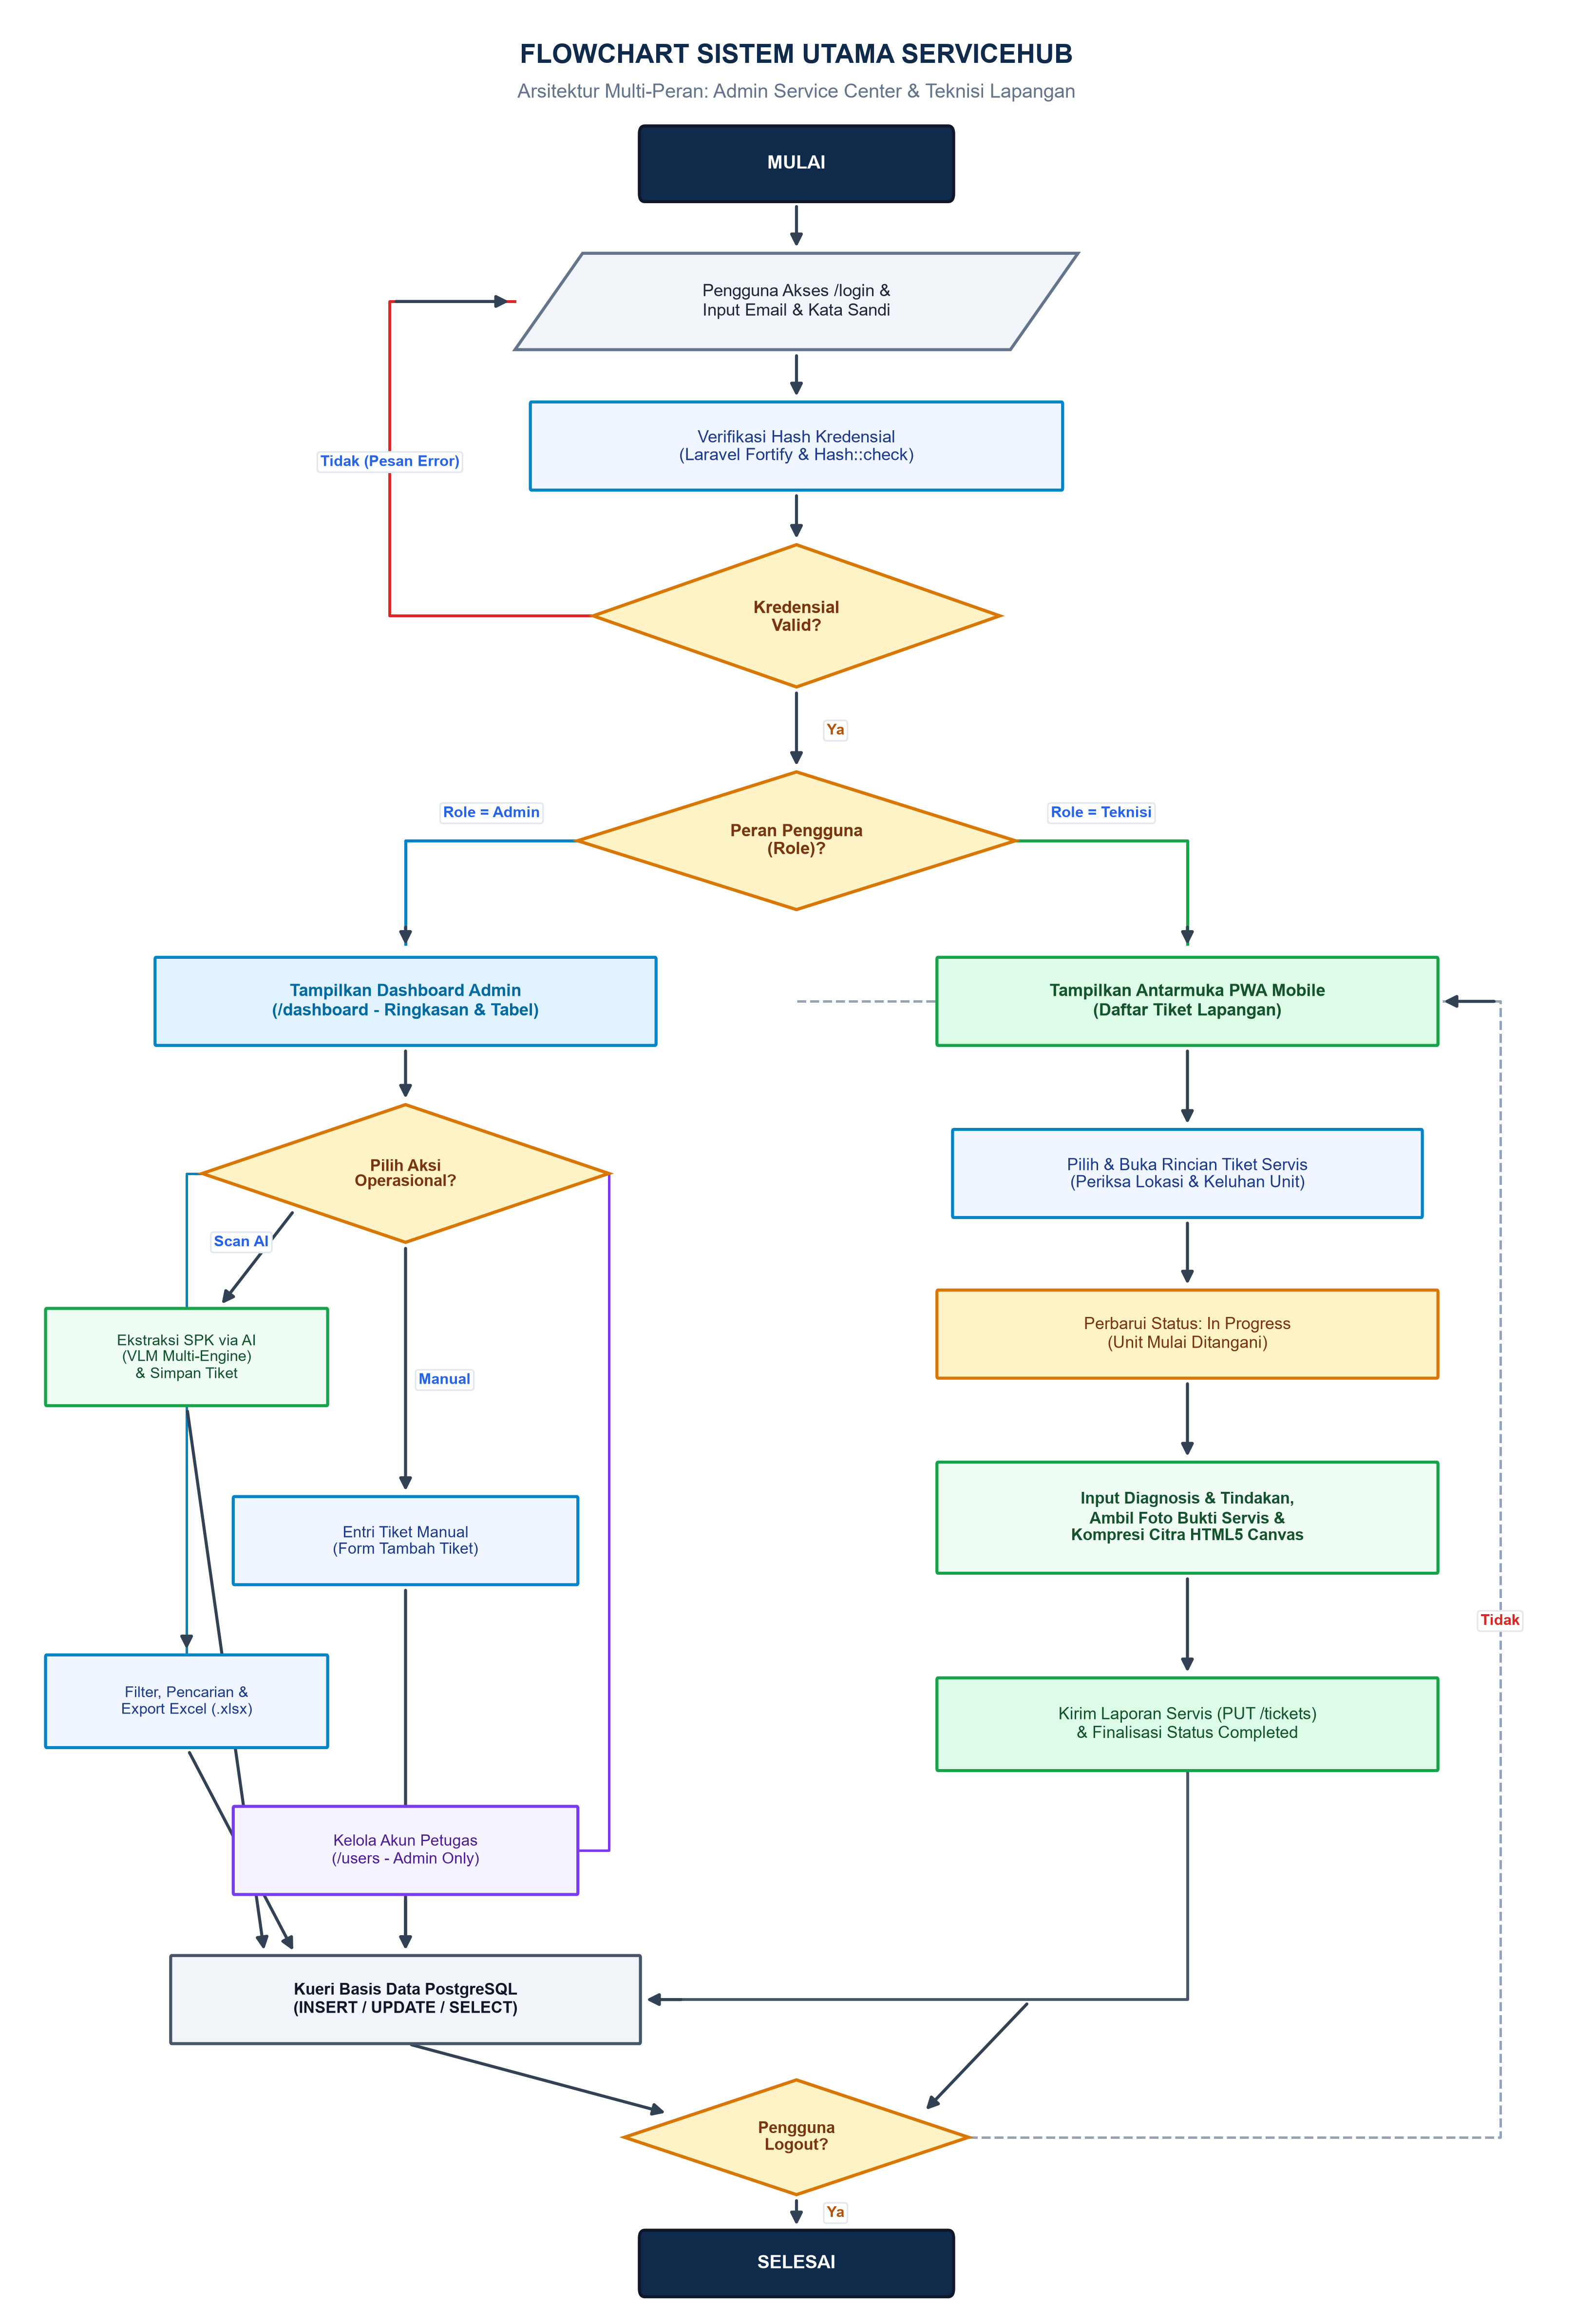 FLOWCHART SISTEM UTAMA SERVICEHUB
Arsitektur Multi-Peran: Admin Service Center & Teknisi Lapangan
MULAI
Pengguna Akses /login &
Input Email & Kata Sandi
Verifikasi Hash Kredensial
(Laravel Fortify & Hash::check)
Tidak (Pesan Error)
Kredensial
Valid?
Ya
Role = Admin
Peran Pengguna
(Role)?
Role = Teknisi
Tampilkan Dashboard Admin
(/dashboard - Ringkasan & Tabel)
Tampilkan Antarmuka PWA Mobile
(Daftar Tiket Lapangan)
Pilih Aksi
Operasional?
Pilih & Buka Rincian Tiket Servis
(Periksa Lokasi & Keluhan Unit)
Scan AI
Ekstraksi SPK via AI
(VLM Multi-Engine)
& Simpan Tiket
Perbarui Status: In Progress
(Unit Mulai Ditangani)
Manual
Entri Tiket Manual
(Form Tambah Tiket)
Input Diagnosis & Tindakan,
Ambil Foto Bukti Servis &
Kompresi Citra HTML5 Canvas
Tidak
Filter, Pencarian &
Export Excel (.xlsx)
Kirim Laporan Servis (PUT /tickets)
& Finalisasi Status Completed
Kelola Akun Petugas
(/users - Admin Only)
Kueri Basis Data PostgreSQL
(INSERT / UPDATE / SELECT)
Pengguna
Logout?
Ya
SELESAI